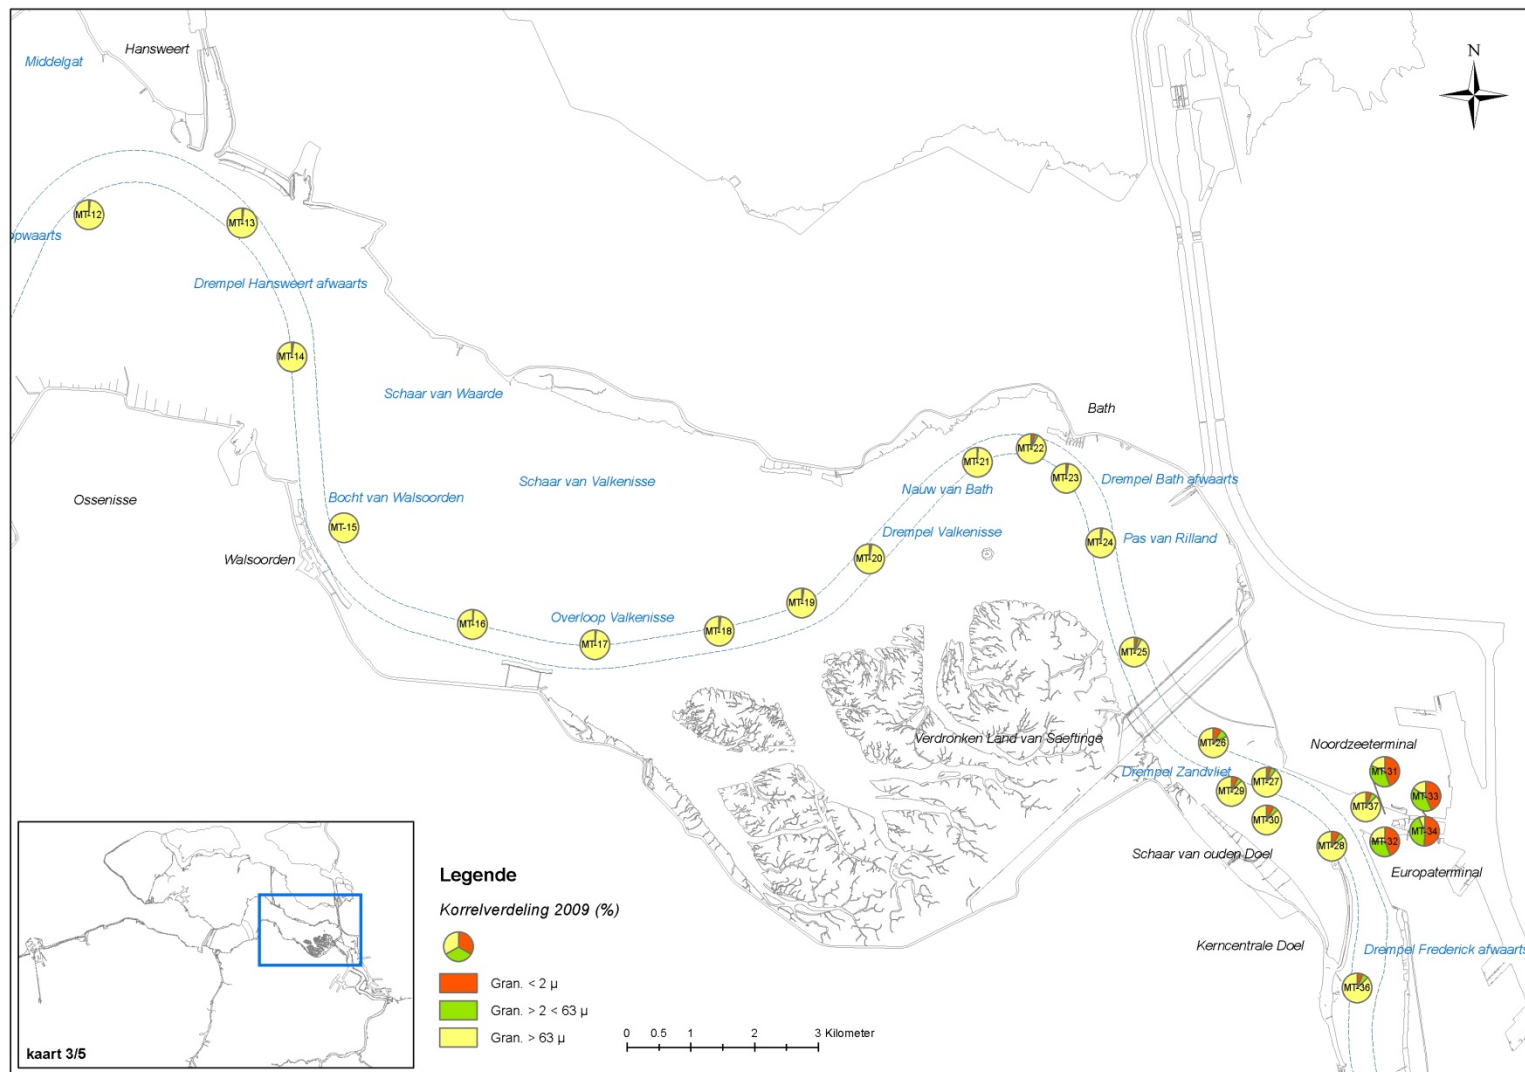 Hansweert
Middelgat
N
MT-12
MT-13
opwaarts
Drempel Hansweert afwaarts
MT-14
Schaar van Waarde
Bath
MT-22
MT-21
MT-23
Drempel Bath afwaarts
Schaar van Valkenisse
Nauw van Bath
Ossenisse
Bocht van Walsoorden
MT-15
Drempel Valkenisse
Pas van Rilland
MT-24
Walsoorden
MT-20
MT-19
Overloop Valkenisse
MT-16
MT-18
MT-17
MT-25
Verdronken Land van Saeftinge
MT-26
Noordzeeterminal
Drempel Zandvliet
MT-31
MT-27
MT-29
MT-33
MT-37
MT-30
MT-34
MT-32
MT-28
Schaar van ouden Doel
Europaterminal
Kerncentrale Doel
Drempel Frederick afwaarts
MT-36
Legende
Korrelverdeling 2009 (%)
Gran. < 2 µ
Gran. > 2 < 63 µ
Gran. > 63 µ
0 0.5 1 2 3 Kilometer
kaart 3/5